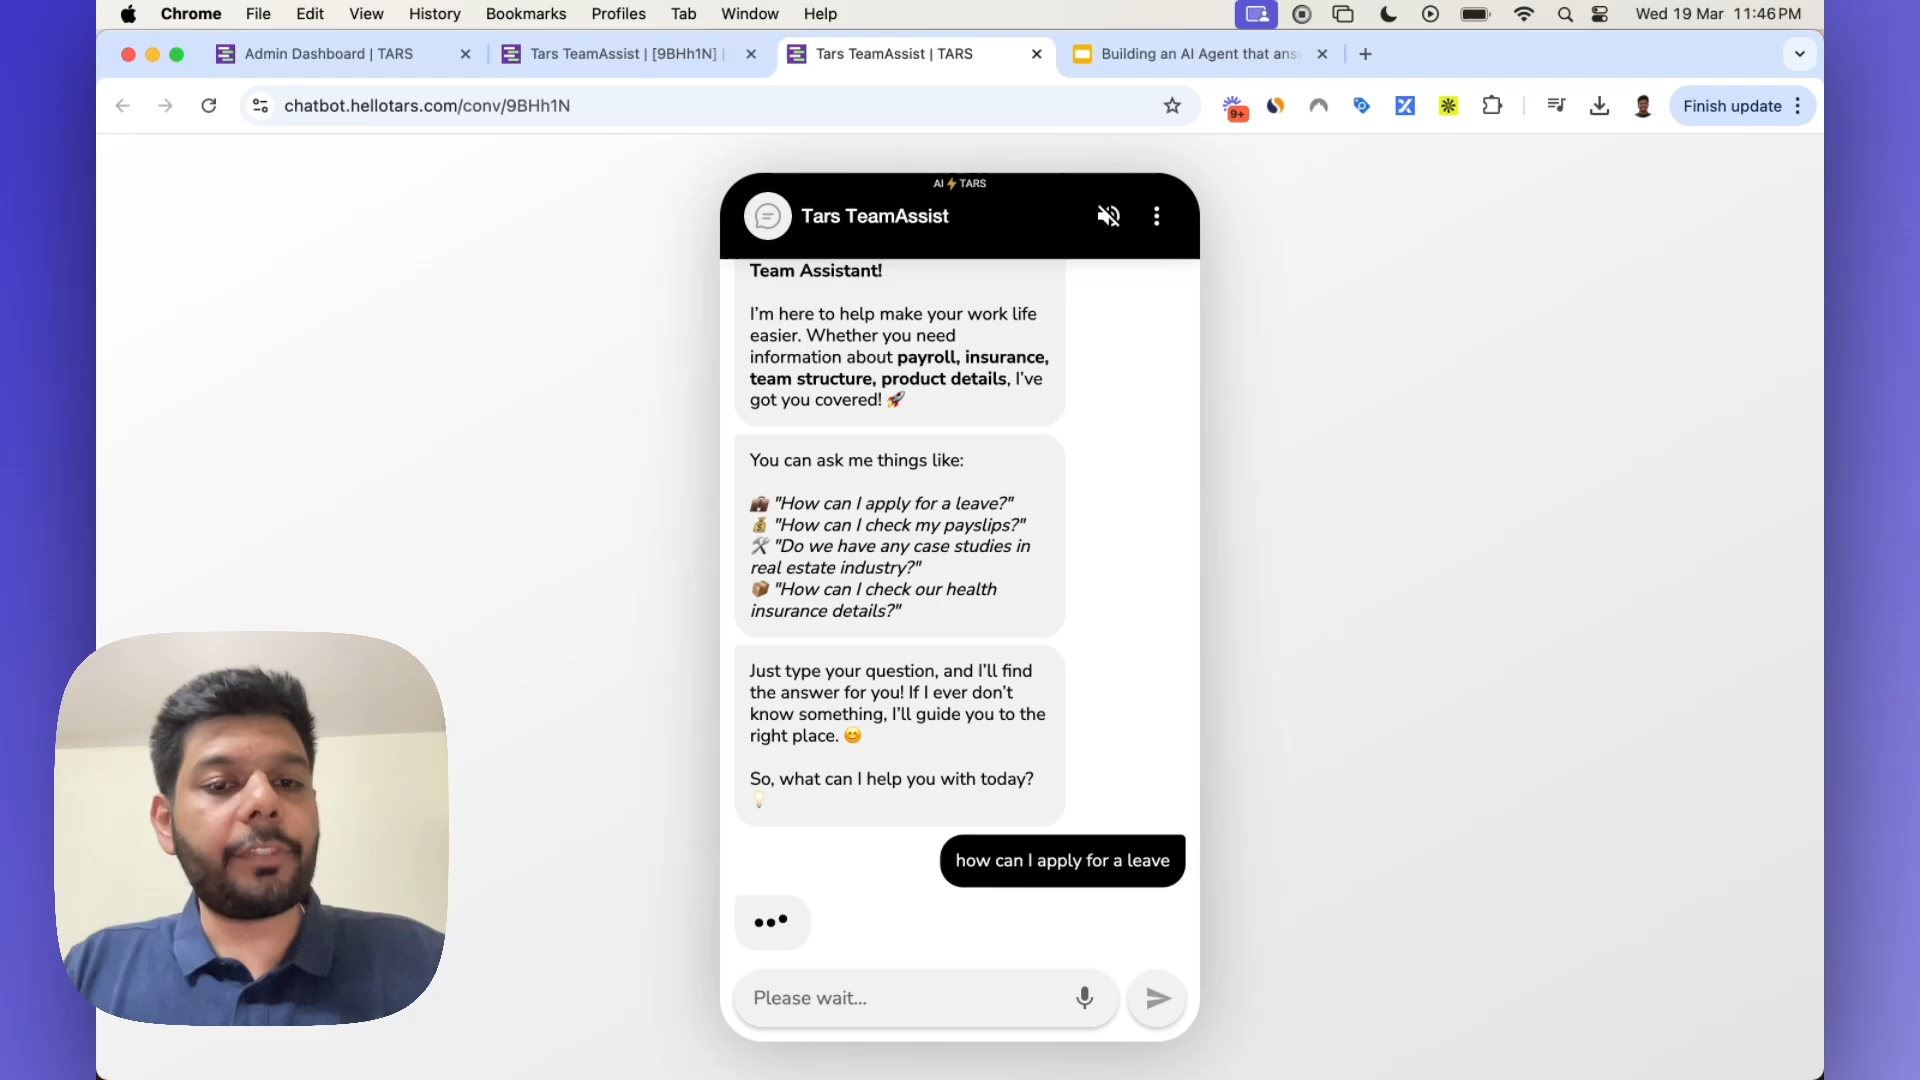 Chrome File Edit View History Bookmarks Profiles Tab Window Help Wed 19 Mar 11:46 PM
Admin Dashboard | TARS Tars TeamAssist | [9BHh1N] | Tars TeamAssist | TARS Building an AI Agent that ans
chatbot.hellotars.com/conv/9BHh1N 9+ Finish update
AI⚡TARS
Tars TeamAssist
Team Assistant!
I'm here to help make your work life
easier. Whether you need
information about payroll, insurance,
team structure, product details, I've
got you covered! 🚀
You can ask me things like:
💼 "How can I apply for a leave?"
💰 "How can I check my payslips?"
🛠️ "Do we have any case studies in
real estate industry?"
📦 "How can I check our health
insurance details?"
Just type your question, and I'll find
the answer for you! If I ever don't
know something, I'll guide you to the
right place. 😊
So, what can I help you with today?
💡
how can I apply for a leave
Please wait...